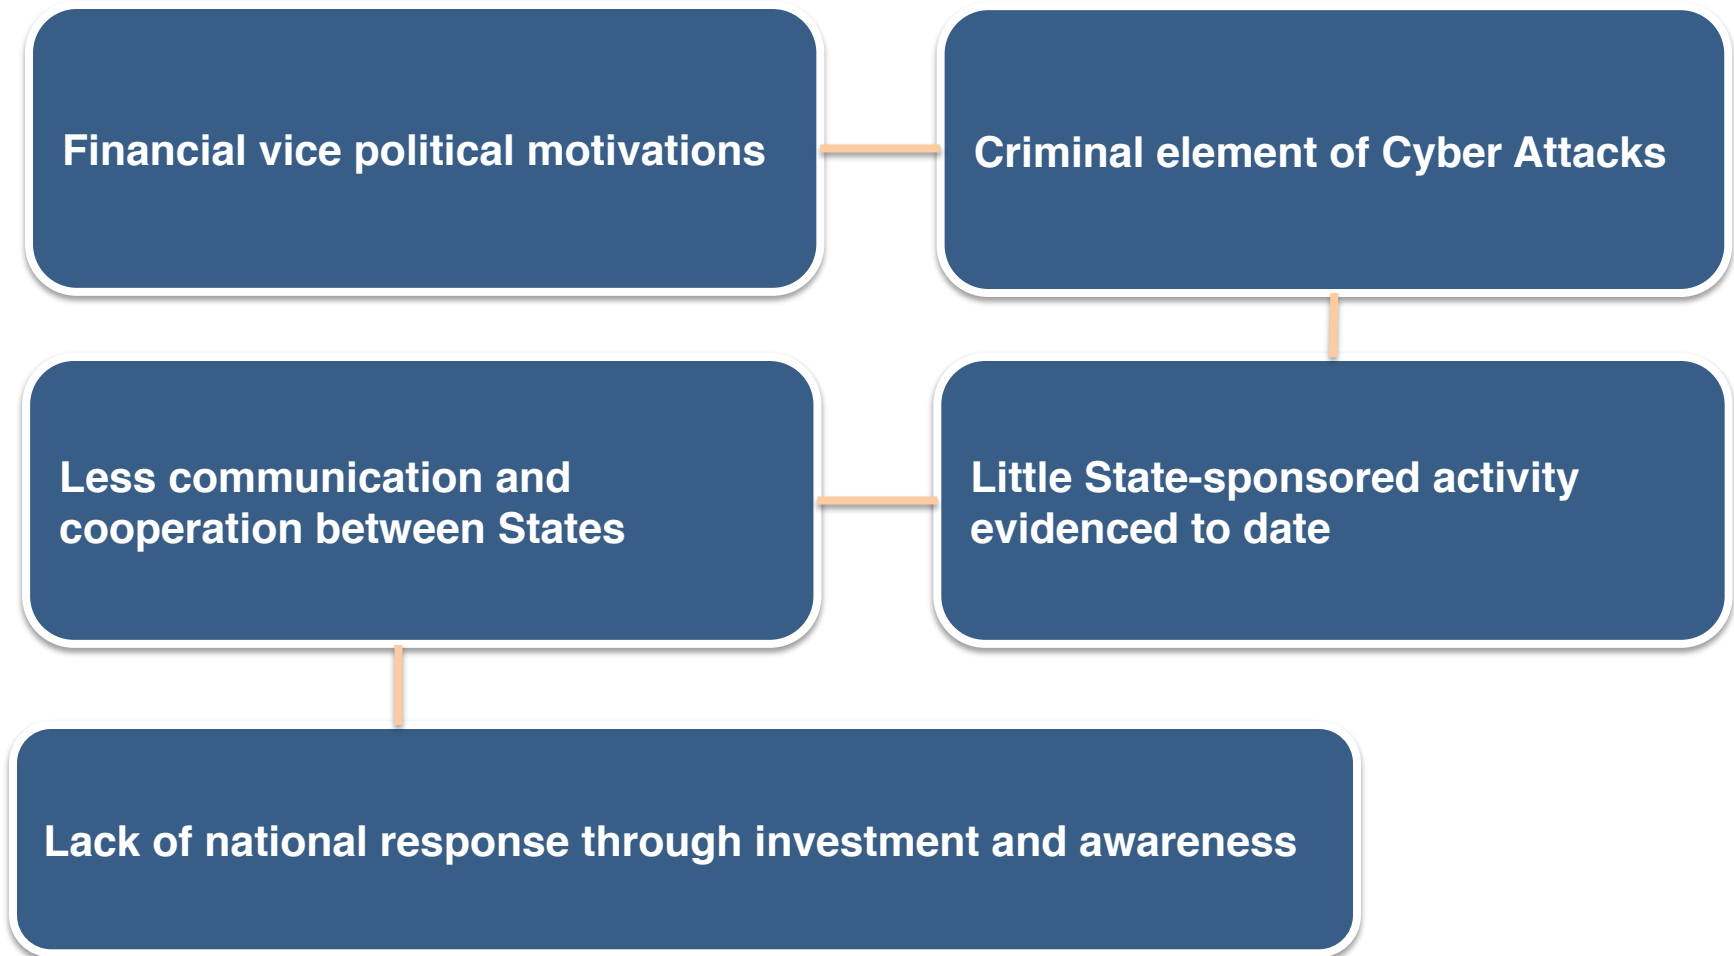 Financial vice political motivations
Criminal element of Cyber Attacks
Less communication and
cooperation between States
Little State-sponsored activity
evidenced to date
Lack of national response through investment and awareness